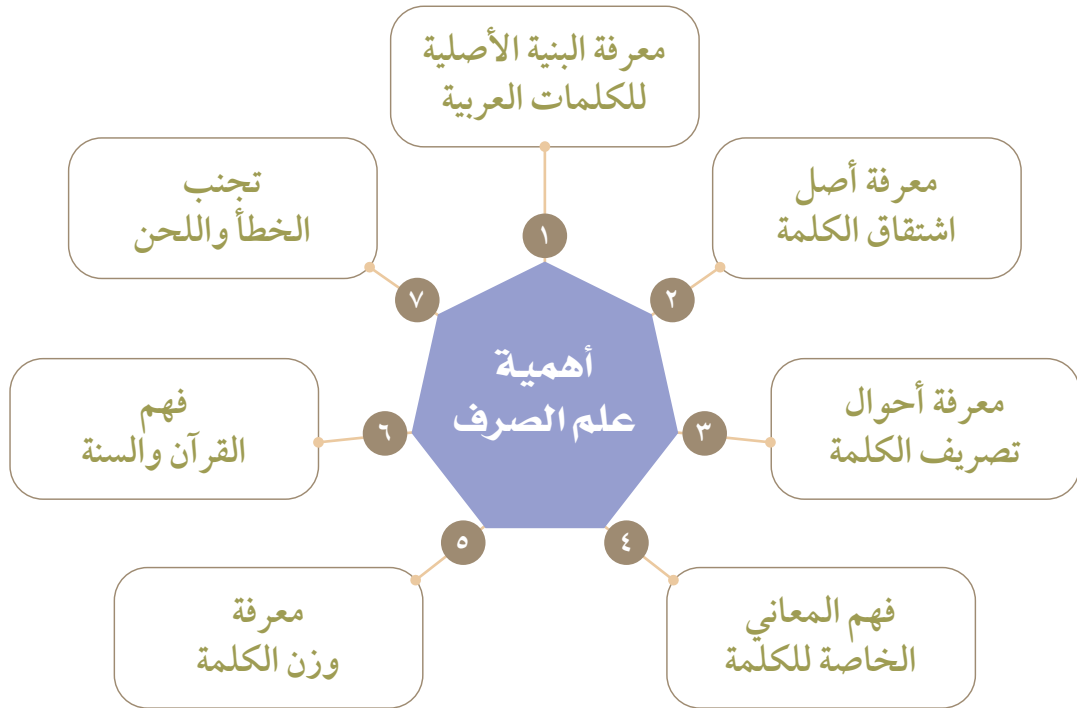 أهمية
علم الصرف
١
معرفة البنية الأصلية
للكلمات العربية
٢
معرفة أصل
اشتقاق الكلمة
٣
معرفة أحوال
تصريف الكلمة
٤
فهم المعاني
الخاصة للكلمة
٥
معرفة
وزن الكلمة
٦
فهم
القرآن والسنة
٧
تجنب
الخطأ واللحن